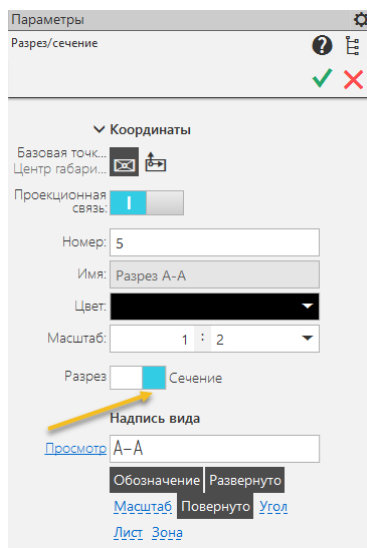 Параметры
Разрез/сечение
Координаты
Базовая точк...
Центр габари...
Проекционная
связь:
Номер: 5
Имя: Разрез А-А
Цвет:
Масштаб: 1 : 2
Разрез Сечение
Надпись вида
Просмотр А–А
Обозначение Развернуто
Масштаб Повернуто Угол
Лист Зона